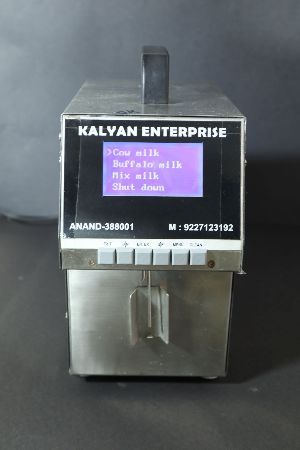 KALYAN ENTERPRISE
>Cow milk
Buffalo milk
Mix milk
Shut down
ANAND-388001 M : 9227123192